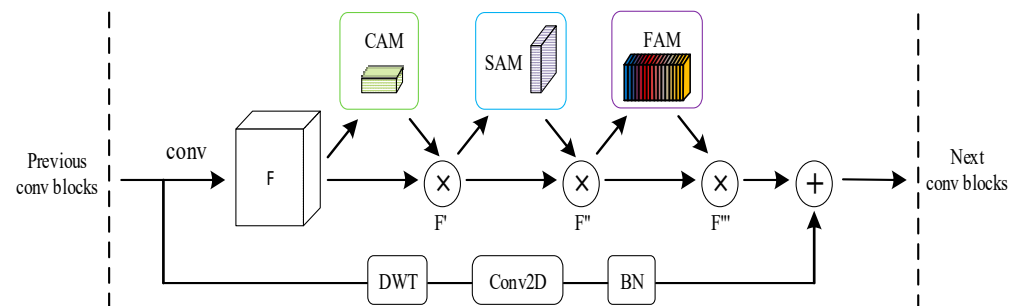 CAM
SAM
FAM
Previous
conv blocks
conv
F
×
×
×
+
Next
conv blocks
F'
F''
F'''
DWT
Conv2D
BN